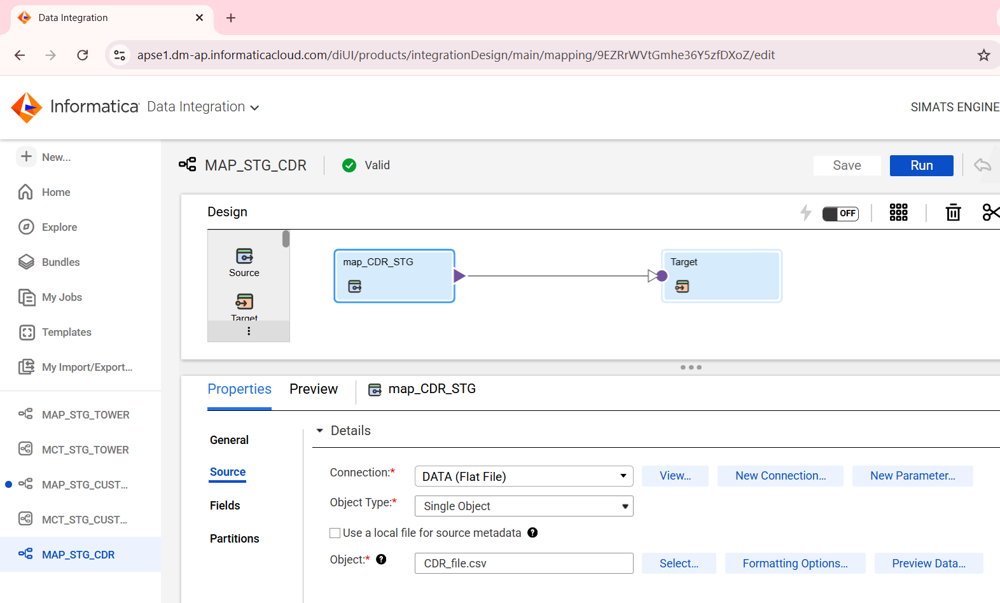 Data Integration
apse1.dm-ap.informaticacloud.com/diUI/products/integrationDesign/main/mapping/9EZRrWVtGmhe36Y5zfDXoZ/edit
Informatica Data Integration
SIMATS ENGINE
New...
Home
Explore
Bundles
My Jobs
Templates
My Import/Export...
MAP_STG_TOWER
MCT_STG_TOWER
MAP_STG_CUST...
MCT_STG_CUST...
MAP_STG_CDR
MAP_STG_CDR Valid Save Run
Design OFF
Source
Target
map_CDR_STG
Target
Properties Preview map_CDR_STG
General
Source
Fields
Partitions
Details
Connection:* DATA (Flat File) View... New Connection... New Parameter...
Object Type:* Single Object
Use a local file for source metadata ?
Object:* ? CDR_file.csv Select... Formatting Options... Preview Data...